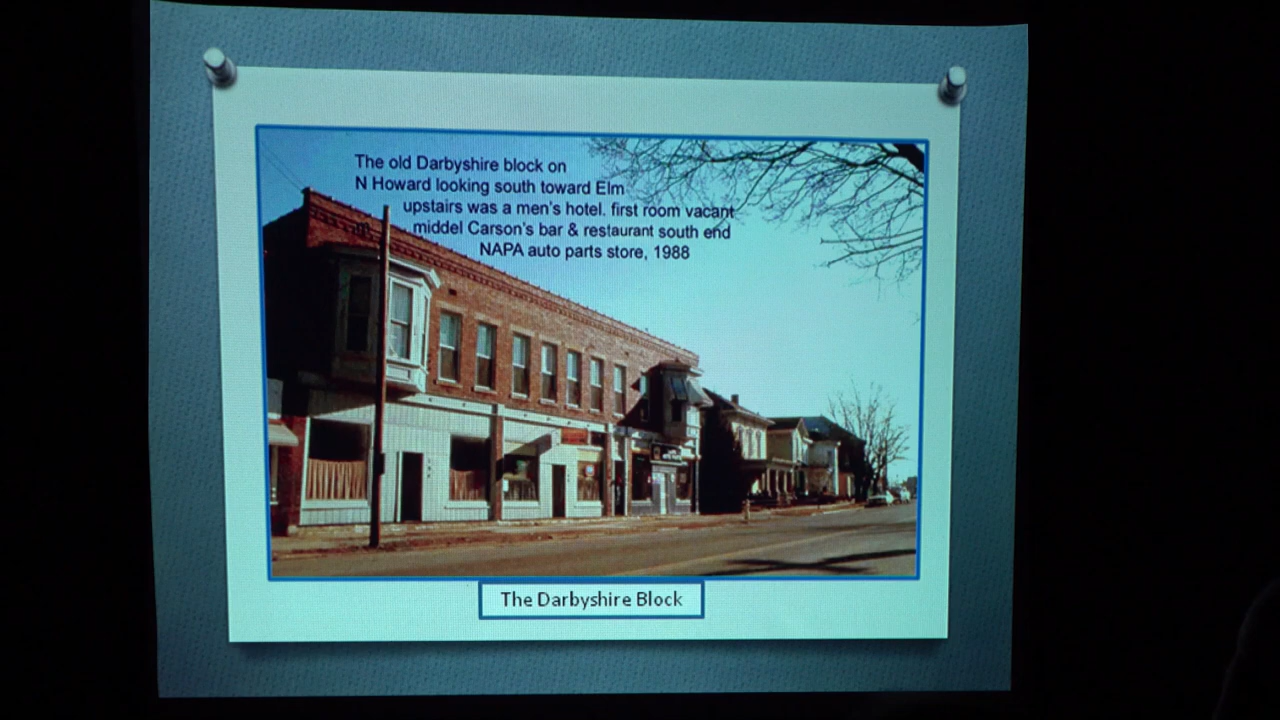 The old Darbyshire block on
N Howard looking south toward Elm
upstairs was a men's hotel. first room vacant
middel Carson's bar & restaurant south end
NAPA auto parts store, 1988
The Darbyshire Block